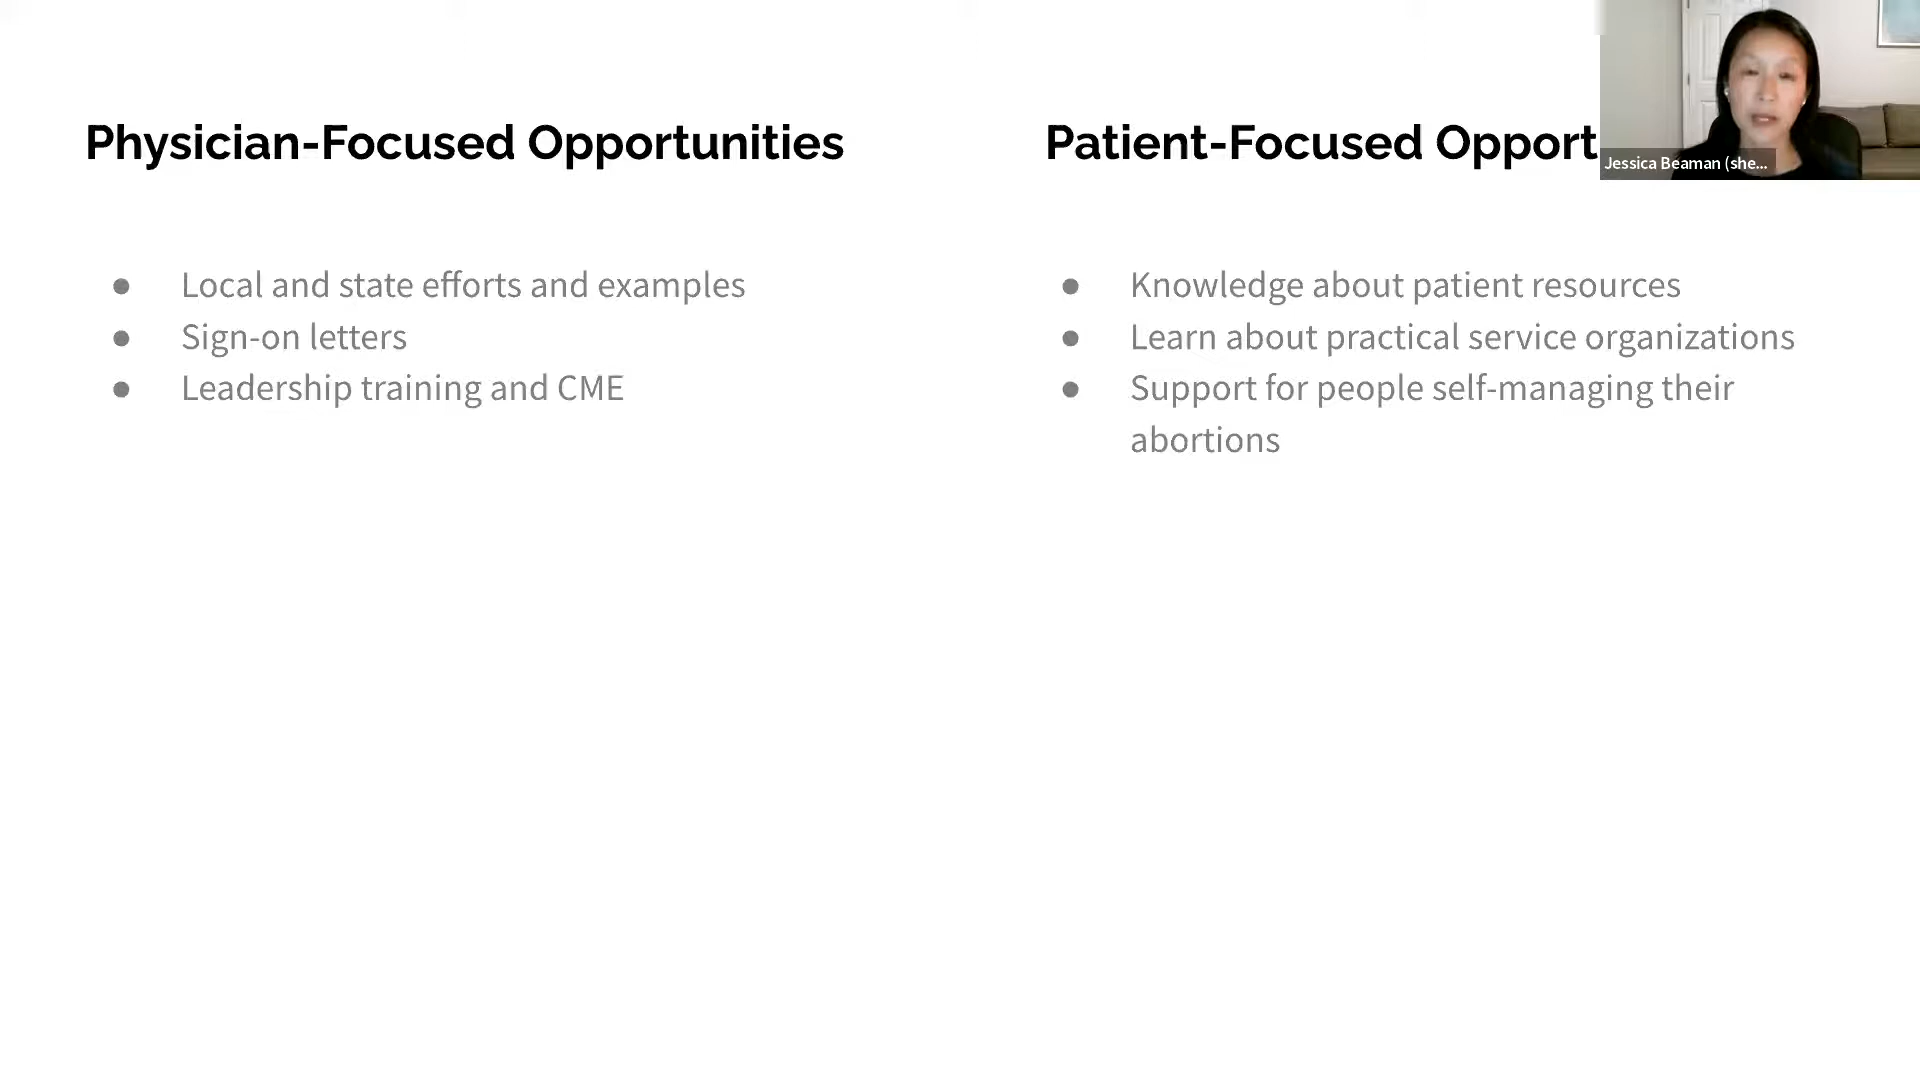 Physician-Focused Opportunities
● Local and state efforts and examples
● Sign-on letters
● Leadership training and CME
Patient-Focused Opport
● Knowledge about patient resources
● Learn about practical service organizations
● Support for people self-managing their
abortions
Jessica Beaman (she...